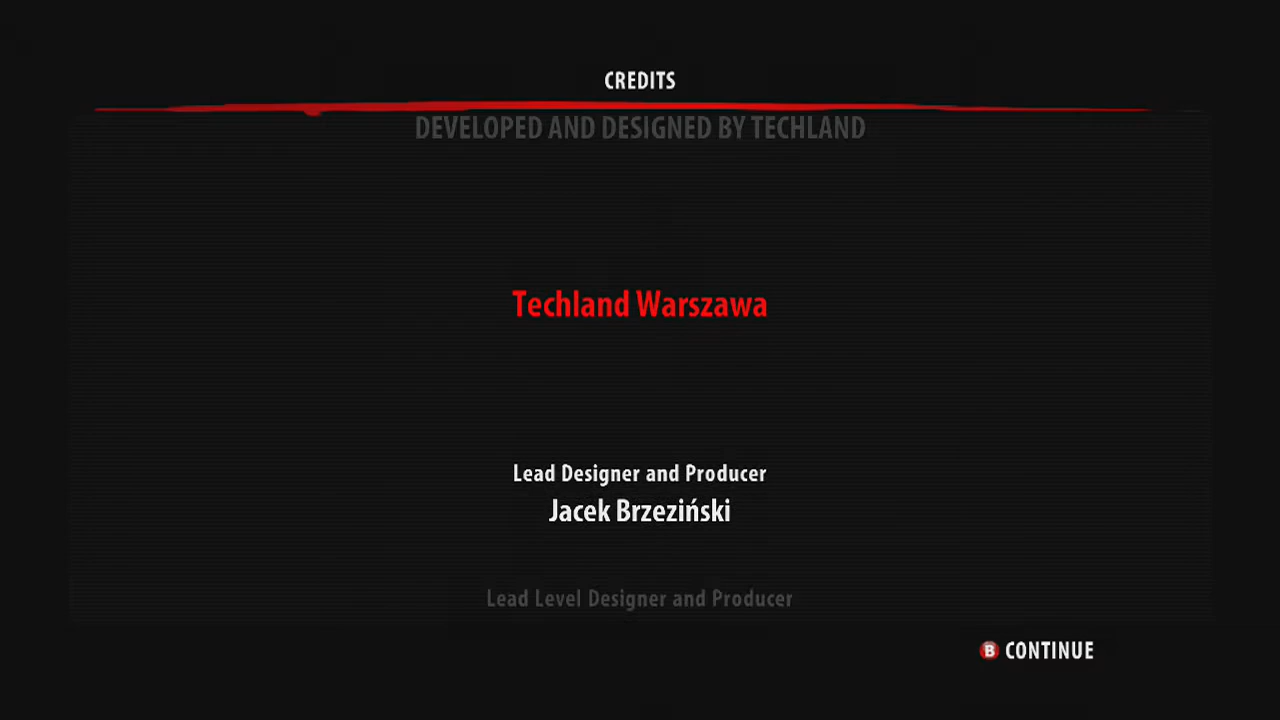 CREDITS
DEVELOPED AND DESIGNED BY TECHLAND
Techland Warszawa
Lead Designer and Producer
Jacek Brzeziński
Lead Level Designer and Producer
B CONTINUE